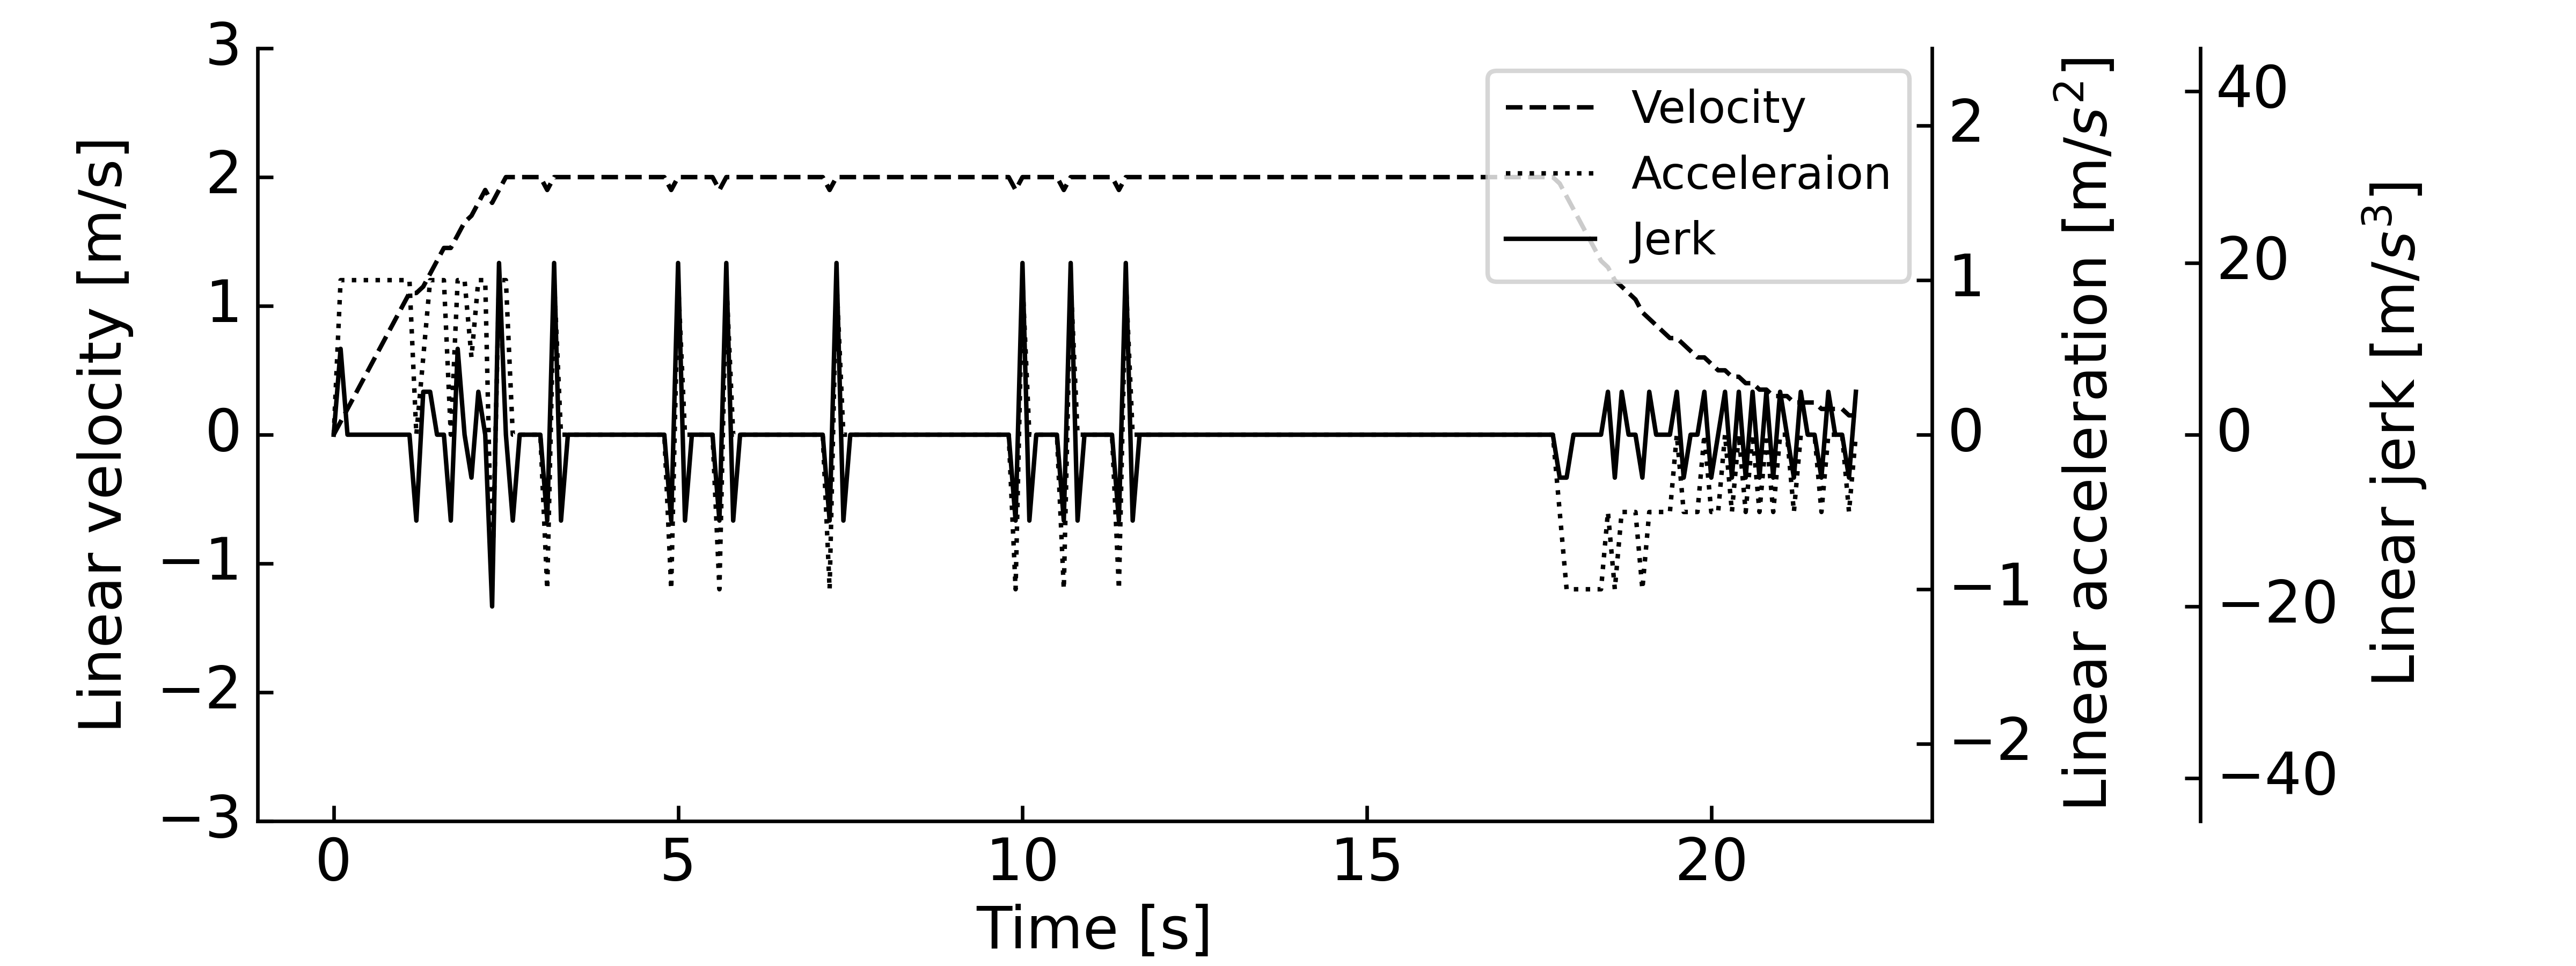 Linear velocity [m/s]
3
2
1
0
−1
−2
−3
0 5 10 15 20
Time [s]
Velocity
Acceleraion
Jerk
2
1
0
−1
−2
Linear acceleration [m/s²]
40
20
0
−20
−40
Linear jerk [m/s³]